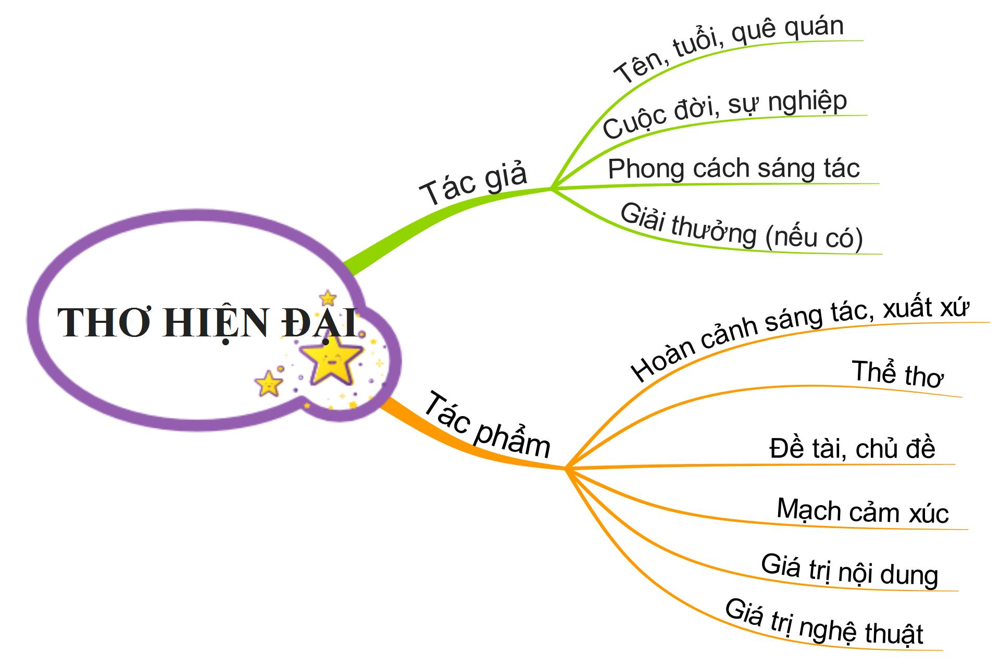 THƠ HIỆN ĐẠI
Tác giả
Tên, tuổi, quê quán
Cuộc đời, sự nghiệp
Phong cách sáng tác
Giải thưởng (nếu có)
Tác phẩm
Hoàn cảnh sáng tác, xuất xứ
Thể thơ
Đề tài, chủ đề
Mạch cảm xúc
Giá trị nội dung
Giá trị nghệ thuật